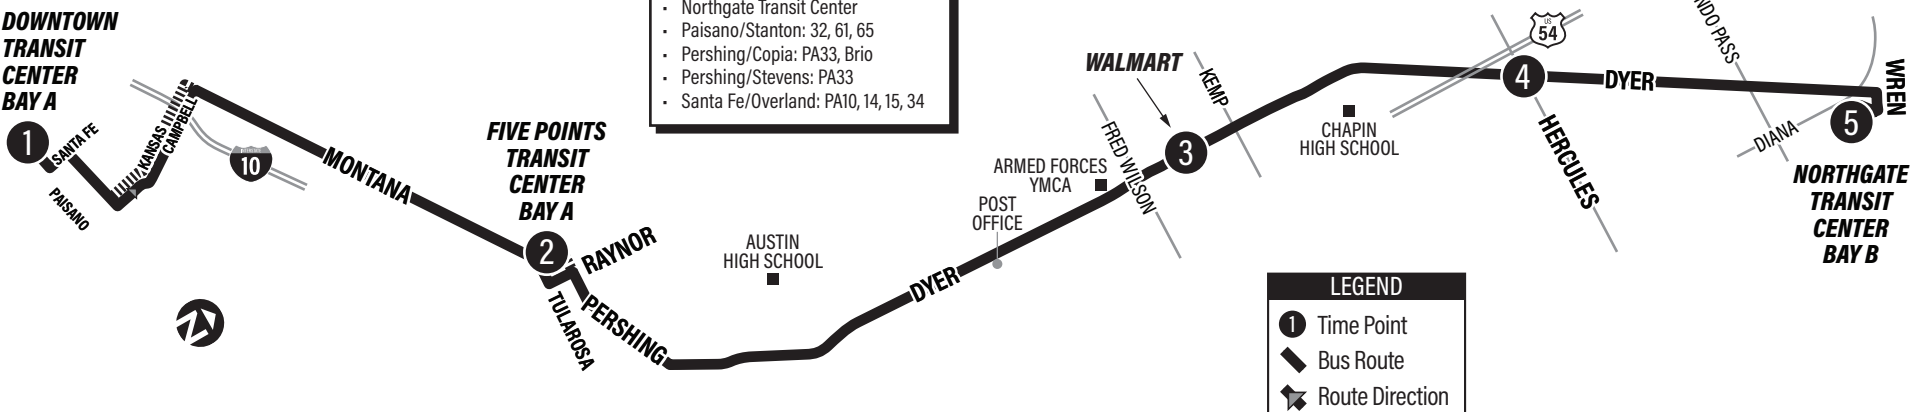 DOWNTOWN
TRANSIT
CENTER
BAY A
1
SANTA FE
PAISANO
KANSAS
CAMPBELL
10
MONTANA
• Northgate Transit Center
• Paisano/Stanton: 32, 61, 65
• Pershing/Copia: PA33, Brio
• Pershing/Stevens: PA33
• Santa Fe/Overland: PA10, 14, 15, 34
FIVE POINTS
TRANSIT
CENTER
BAY A
2
RAYNOR
TULAROSA
PERSHING
AUSTIN
HIGH SCHOOL
DYER
POST
OFFICE
ARMED FORCES
YMCA
FRED WILSON
WALMART
3
KEMP
CHAPIN
HIGH SCHOOL
US
54
4
HERCULES
DYER
NDO PASS
DIANA
WREN
5
NORTHGATE
TRANSIT
CENTER
BAY B
N
LEGEND
1 Time Point
Bus Route
Route Direction